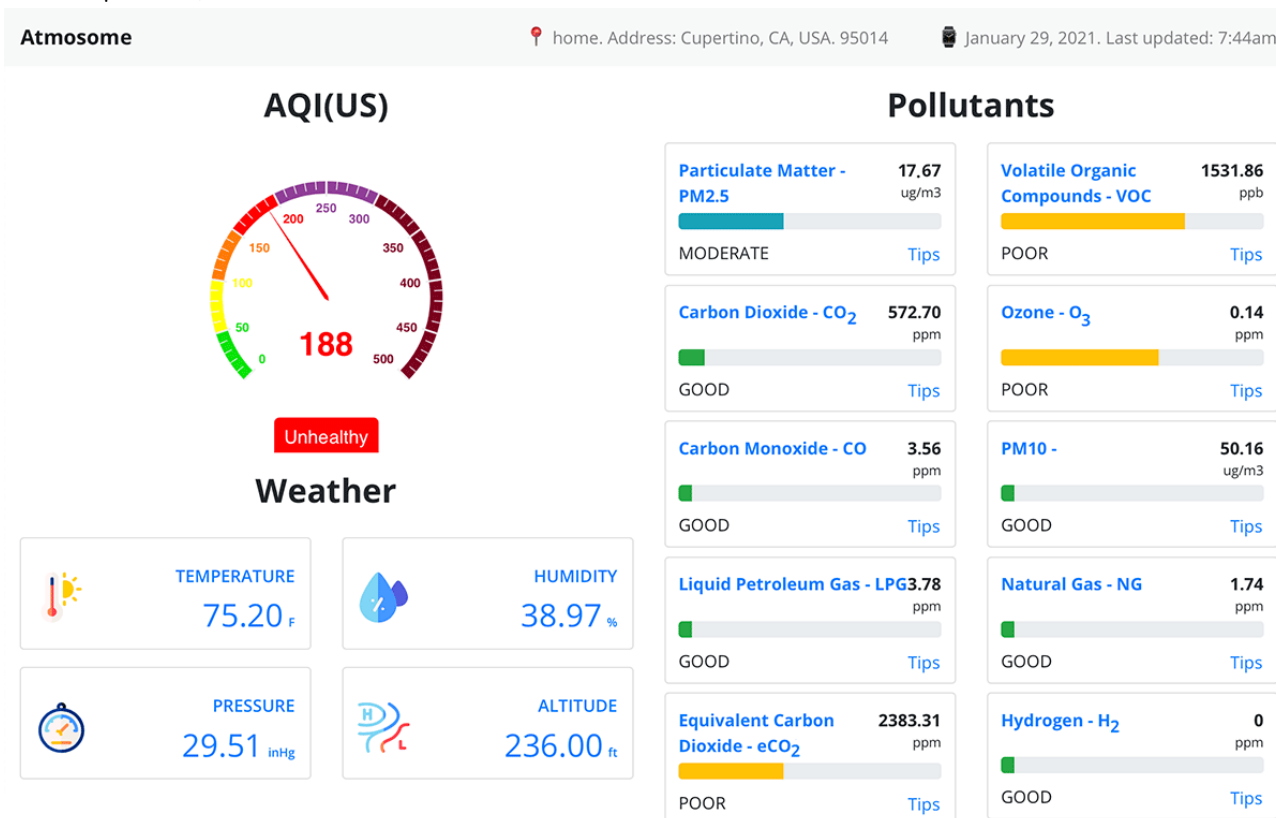 Atmosome
home. Address: Cupertino, CA, USA. 95014
January 29, 2021. Last updated: 7:44am
AQI(US)
0
50
100
150
200
250
300
350
400
450
500
188
Unhealthy
Weather
TEMPERATURE
75.20 F
HUMIDITY
38.97 %
PRESSURE
29.51 inHg
ALTITUDE
236.00 ft
H
L
Pollutants
Particulate Matter - 17.67
PM2.5 ug/m3
MODERATE Tips
Volatile Organic 1531.86
Compounds - VOC ppb
POOR Tips
Carbon Dioxide - CO2 572.70
ppm
GOOD Tips
Ozone - O3 0.14
ppm
POOR Tips
Carbon Monoxide - CO 3.56
ppm
GOOD Tips
PM10 - 50.16
ug/m3
GOOD Tips
Liquid Petroleum Gas - LPG3.78
ppm
GOOD Tips
Natural Gas - NG 1.74
ppm
GOOD Tips
Equivalent Carbon 2383.31
Dioxide - eCO2 ppm
POOR Tips
Hydrogen - H2 0
ppm
GOOD Tips